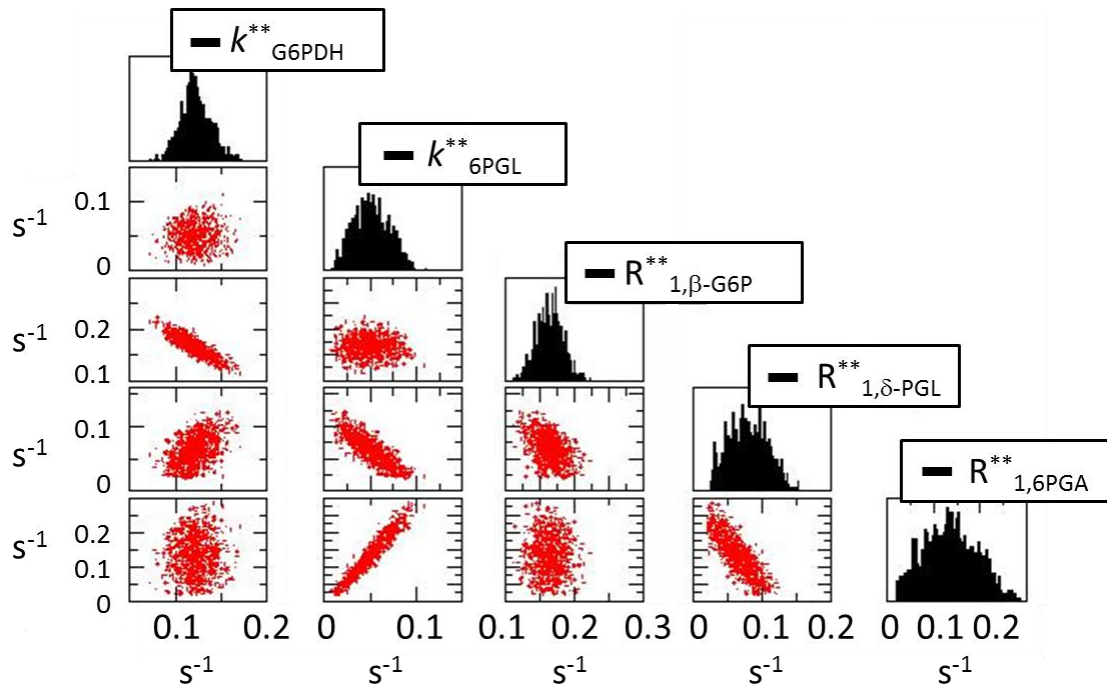 k**G6PDH
k**6PGL
R**1,β-G6P
R**1,δ-PGL
R**1,6PGA
s-1 0.1
0
s-1 0.2
0.1
s-1 0.1
0
s-1 0.2
0.1
0
0.1 0.2 0 0.1 0.1 0.2 0.3 0 0.1 0.2 0 0.1 0.2
s-1 s-1 s-1 s-1 s-1